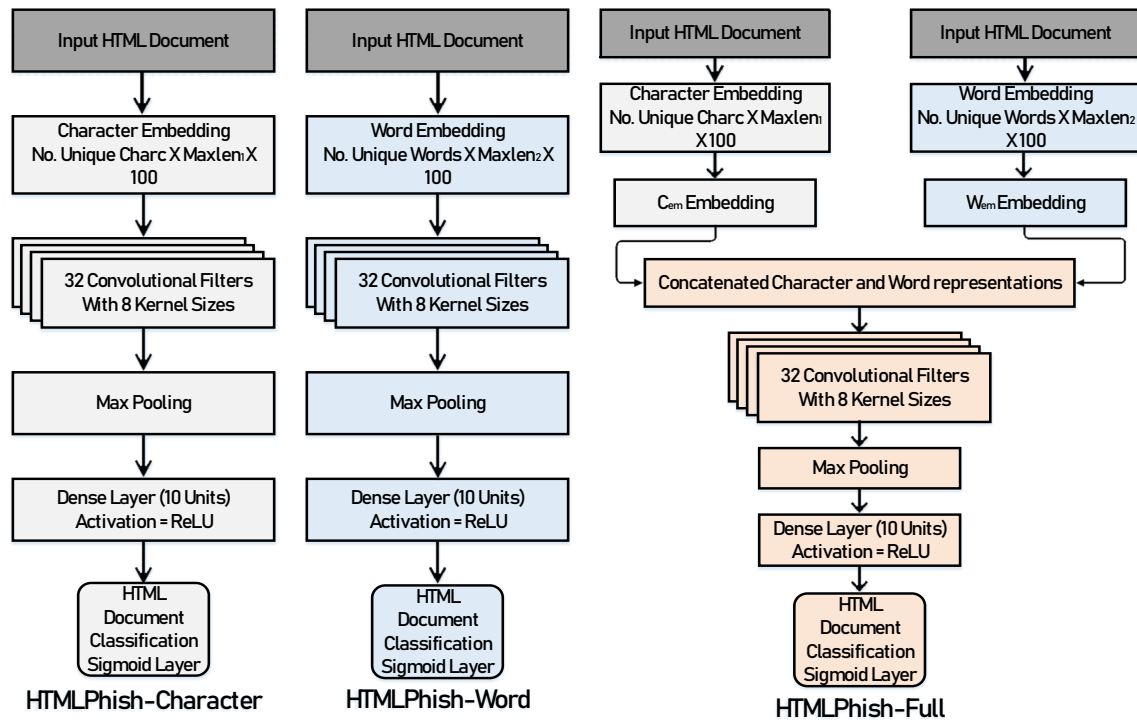 Input HTML Document
Character Embedding
No. Unique Charc X Maxlen₁ X
100
32 Convolutional Filters
With 8 Kernel Sizes
Max Pooling
Dense Layer (10 Units)
Activation = ReLU
HTML
Document
Classification
Sigmoid Layer
HTMLPhish-Character
Input HTML Document
Word Embedding
No. Unique Words X Maxlen₂ X
100
32 Convolutional Filters
With 8 Kernel Sizes
Max Pooling
Dense Layer (10 Units)
Activation = ReLU
HTML
Document
Classification
Sigmoid Layer
HTMLPhish-Word
Input HTML Document
Character Embedding
No. Unique Charc X Maxlen₁
X100
Cem Embedding
Input HTML Document
Word Embedding
No. Unique Words X Maxlen₂
X100
Wem Embedding
Concatenated Character and Word representations
32 Convolutional Filters
With 8 Kernel Sizes
Max Pooling
Dense Layer (10 Units)
Activation = ReLU
HTML
Document
Classification
Sigmoid Layer
HTMLPhish-Full